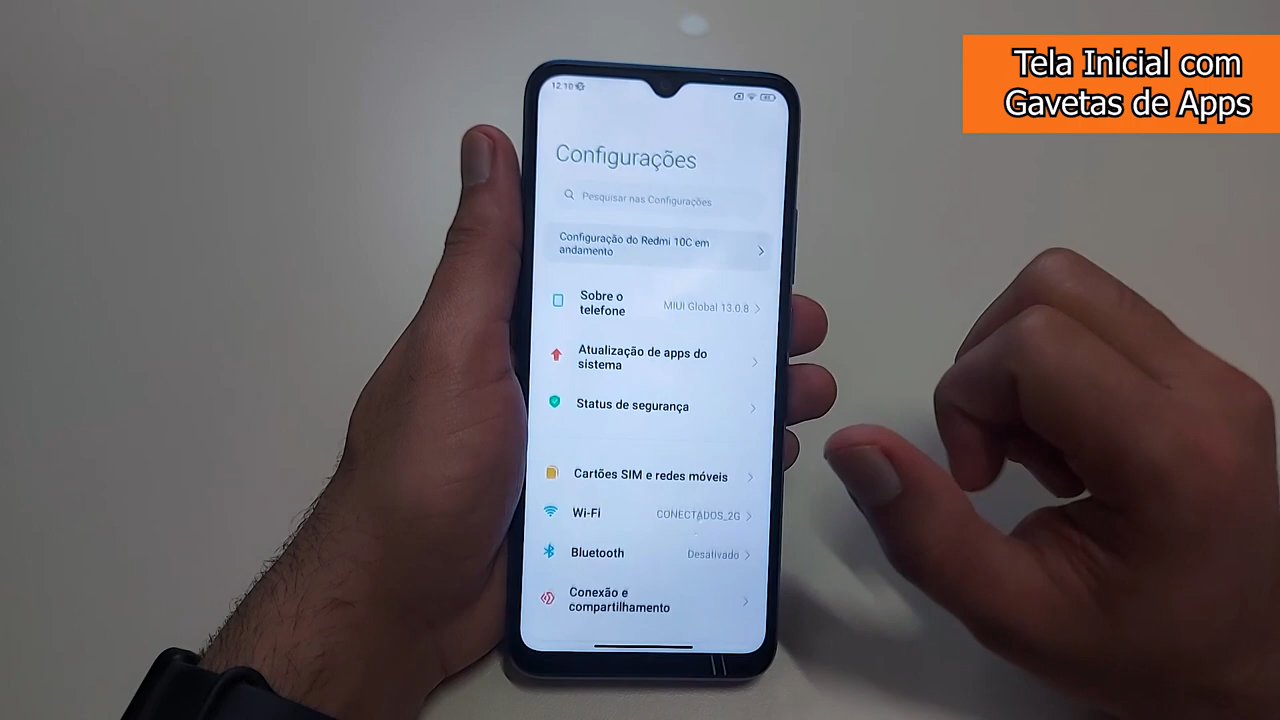 Tela Inicial com
Gavetas de Apps
12:10
Configurações
Pesquisar nas Configurações
Configuração do Redmi 10C em
andamento
Sobre o
telefone
MIUI Global 13.0.8
Atualização de apps do
sistema
Status de segurança
Cartões SIM e redes móveis
Wi-Fi
CONECTADOS_2G
Bluetooth
Desativado
Conexão e
compartilhamento